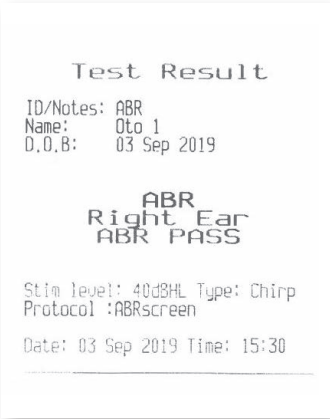 Test Result
ID/Notes: ABR
Name: Oto 1
D.O.B: 03 Sep 2019
ABR
Right Ear
ABR PASS
Stim level: 40dBHL Type: Chirp
Protocol :ABRscreen
Date: 03 Sep 2019 Time: 15:30